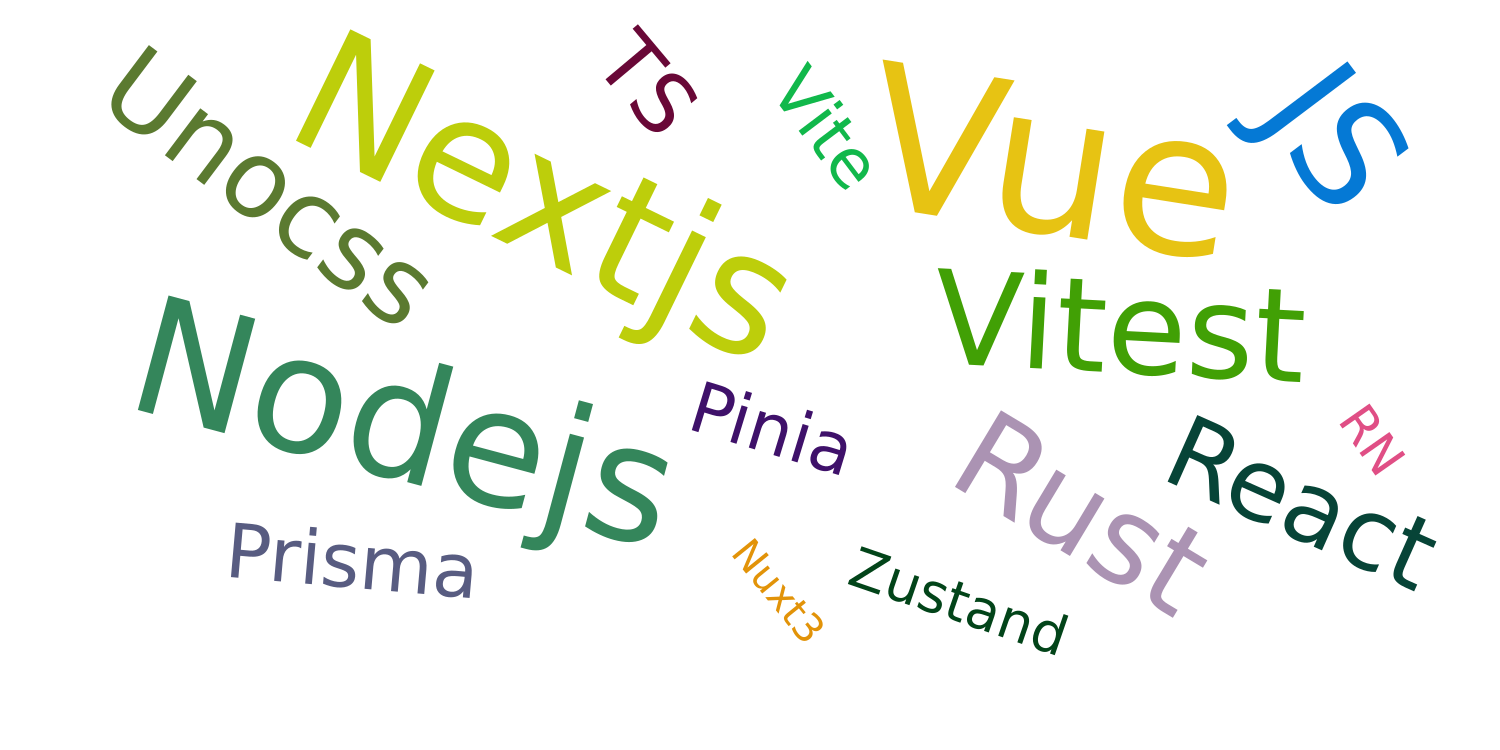 Unocss
Nextjs
TS
Vite
Vue
JS
Vitest
Nodejs
Pinia
Rust
React
RN
Prisma
Nuxt3
Zustand